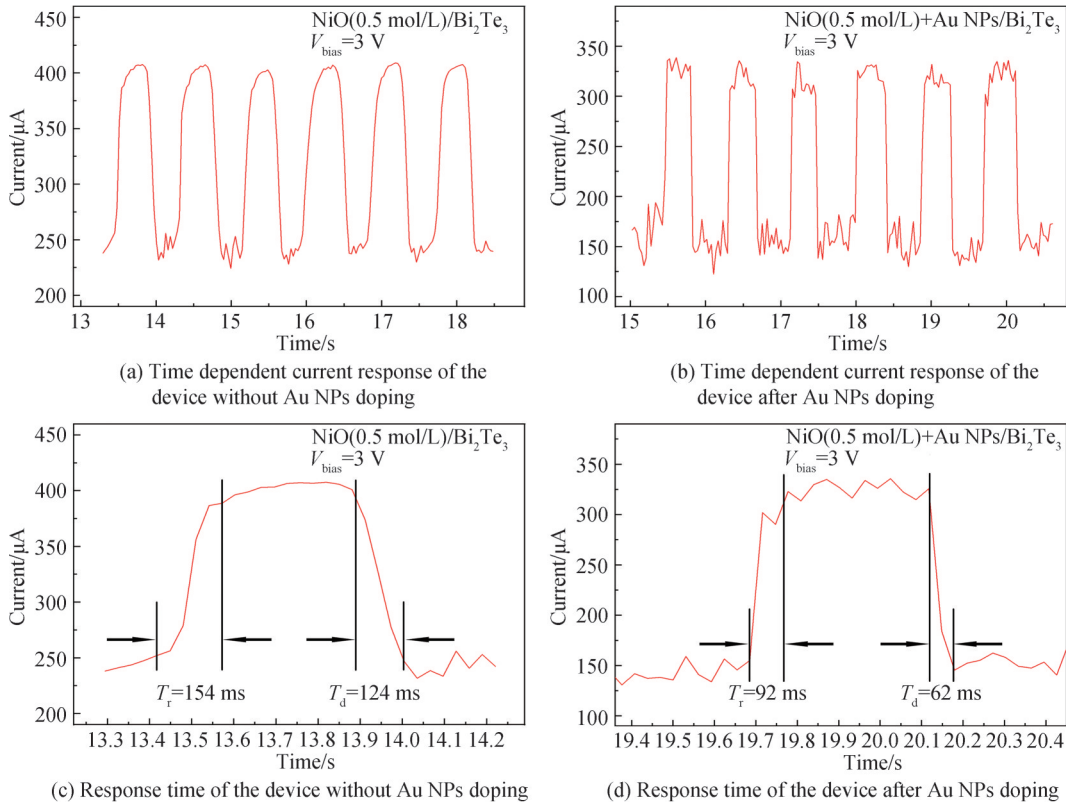 NiO(0.5 mol/L)/Bi₂Te₃
V_bias=3 V
Current/μA
450
400
350
300
250
200
13 14 15 16 17 18
Time/s
(a) Time dependent current response of the
device without Au NPs doping
NiO(0.5 mol/L)+Au NPs/Bi₂Te₃
V_bias=3 V
Current/μA
350
300
250
200
150
100
15 16 17 18 19 20
Time/s
(b) Time dependent current response of the
device after Au NPs doping
NiO(0.5 mol/L)/Bi₂Te₃
V_bias=3 V
Current/μA
450
400
350
300
250
200
T_r=154 ms T_d=124 ms
13.3 13.4 13.5 13.6 13.7 13.8 13.9 14.0 14.1 14.2
Time/s
(c) Response time of the device without Au NPs doping
NiO(0.5 mol/L)+Au NPs/Bi₂Te₃
V_bias=3 V
Current/μA
350
300
250
200
150
100
T_r=92 ms T_d=62 ms
19.4 19.5 19.6 19.7 19.8 19.9 20.0 20.1 20.2 20.3 20.4
Time/s
(d) Response time of the device after Au NPs doping